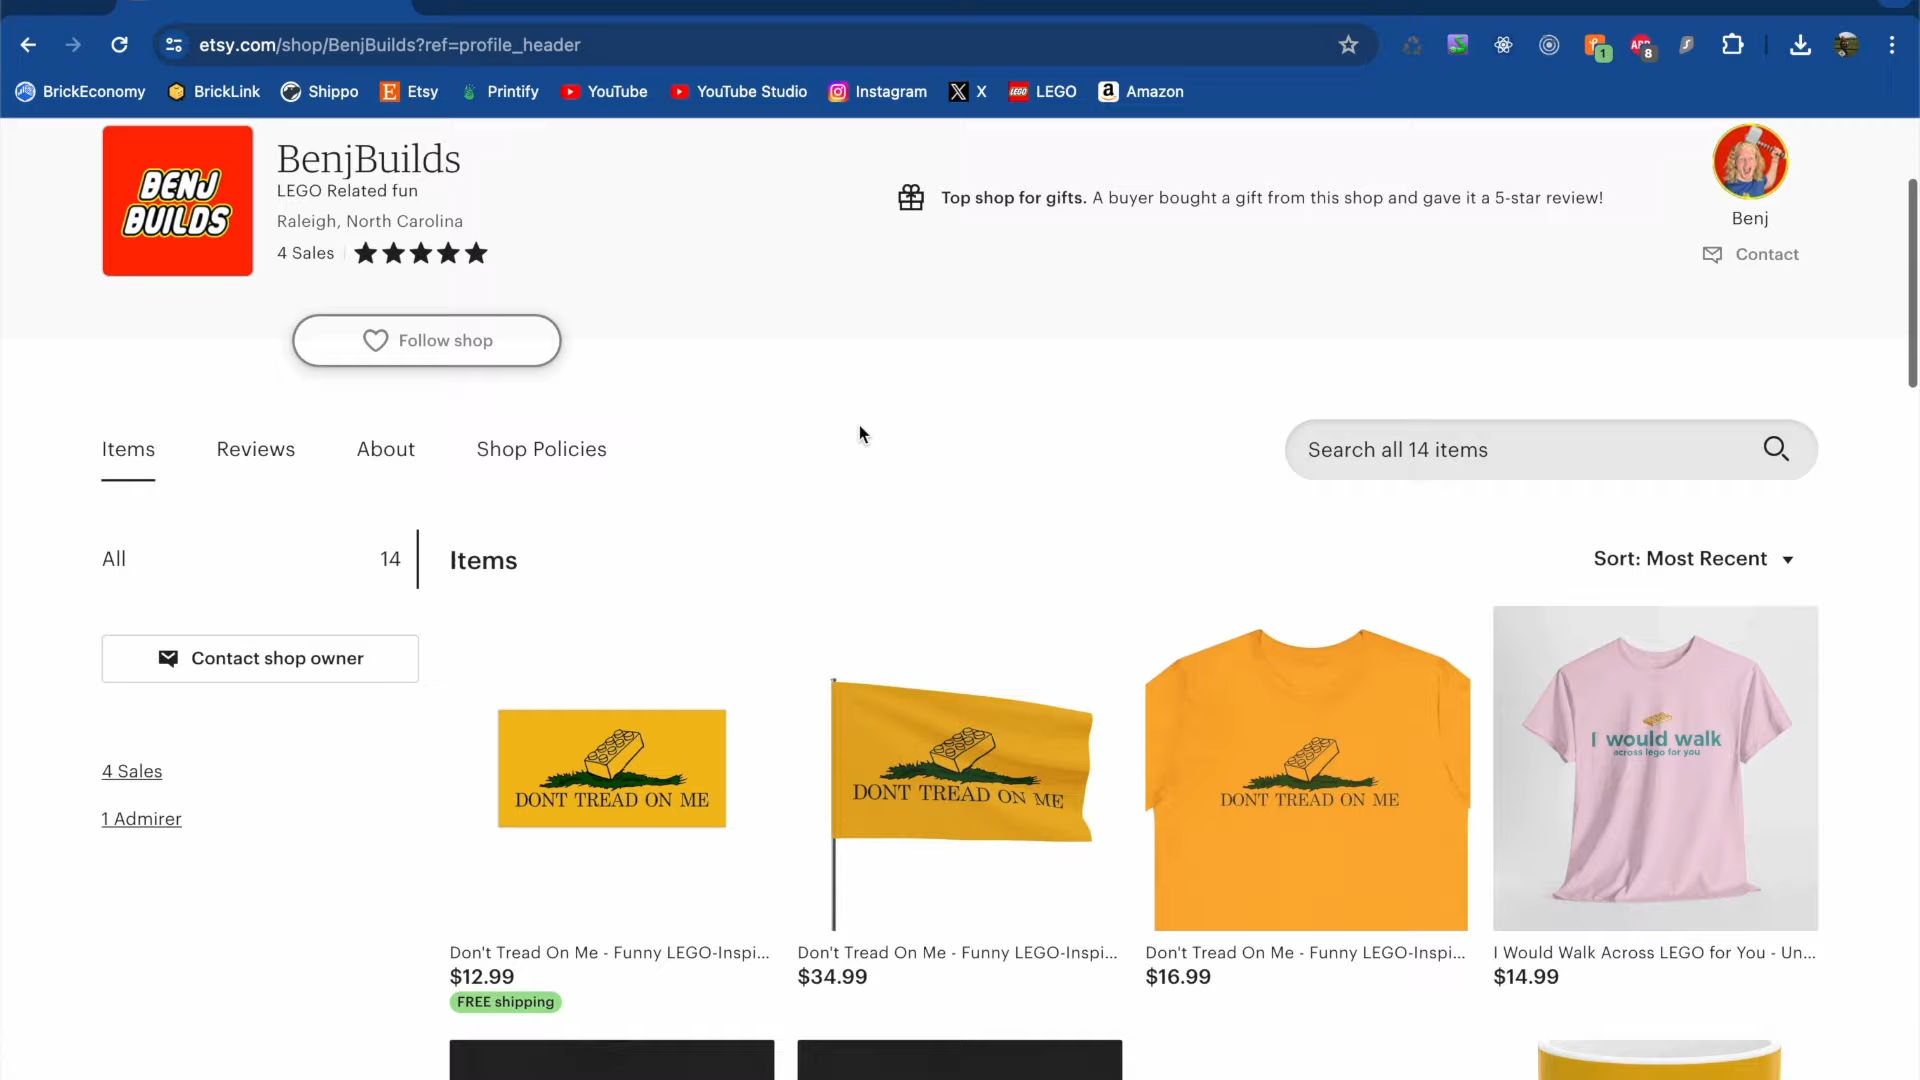 etsy.com/shop/BenjBuilds?ref=profile_header
1
ABP
8
BrickEconomy
BrickLink
Shippo
E
Etsy
Printify
YouTube
YouTube Studio
Instagram
X
LEGO
LEGO
a
Amazon
BENJ
BUILDS
BenjBuilds
LEGO Related fun
Raleigh, North Carolina
4 Sales
Top shop for gifts. A buyer bought a gift from this shop and gave it a 5-star review!
Benj
Contact
Follow shop
Items
Reviews
About
Shop Policies
Search all 14 items
All
14
Items
Sort: Most Recent
Contact shop owner
4 Sales
1 Admirer
DONT TREAD ON ME
DONT TREAD ON ME
DONT TREAD ON ME
I would walk
across lego for you
Don't Tread On Me - Funny LEGO-Inspi...
$12.99
FREE shipping
Don't Tread On Me - Funny LEGO-Inspi...
$34.99
Don't Tread On Me - Funny LEGO-Inspi...
$16.99
I Would Walk Across LEGO for You - Un...
$14.99